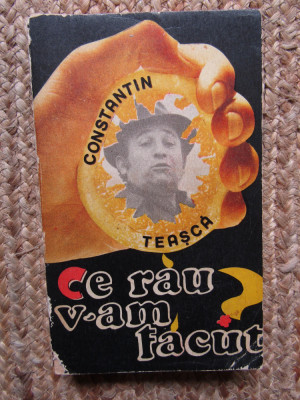 CONSTANTIN
TEAȘCĂ
Ce rău
v-am
făcut?